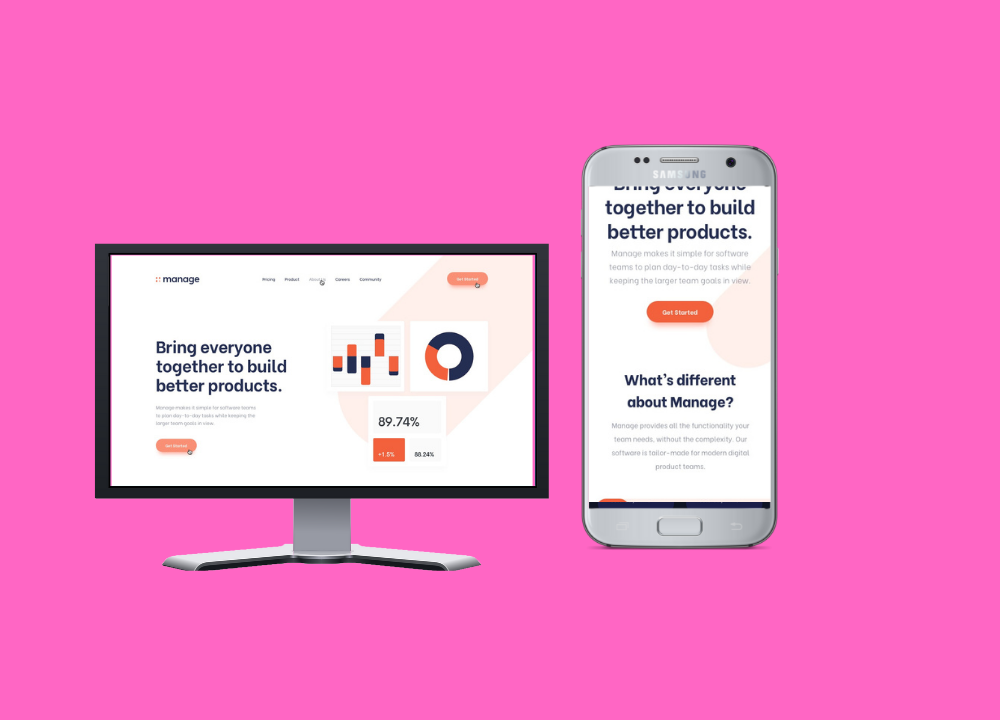 manage
Pricing Product About Us Careers Community
Get Started
Bring everyone
together to build
better products.
Manage makes it simple for software teams
to plan day-to-day tasks while keeping the
larger team goals in view.
Get Started
89.74%
+1.5%
88.24%
SAMSUNG
Bring everyone
together to build
better products.
Manage makes it simple for software
teams to plan day-to-day tasks while
keeping the larger team goals in view.
Get Started
What's different
about Manage?
Manage provides all the functionality your
team needs, without the complexity. Our
software is tailor-made for modern digital
product teams.